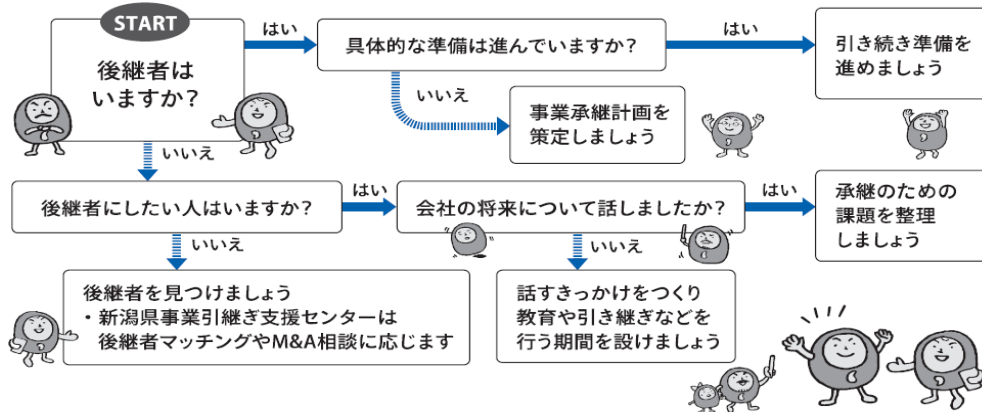 START
後継者は
いますか?
はい
具体的な準備は進んでいますか?
はい
引き続き準備を
進めましょう
いいえ
事業承継計画を
策定しましょう
いいえ
後継者にしたい人はいますか?
はい
会社の将来について話しましたか?
はい
承継のための
課題を整理
しましょう
いいえ
後継者を見つけましょう
・新潟県事業引継ぎ支援センターは
後継者マッチングやM&A相談に応じます
いいえ
話すきっかけをつくり
教育や引き継ぎなどを
行う期間を設けましょう